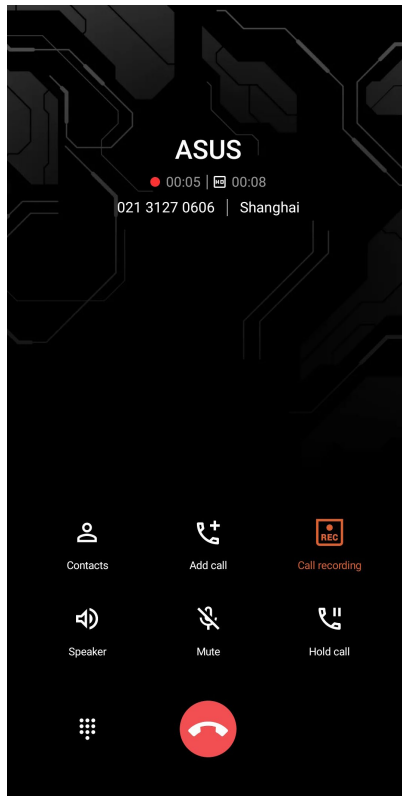 ASUS
00:05 | HD 00:08
021 3127 0606 | Shanghai
Contacts
Add call
REC
Call recording
Speaker
Mute
Hold call